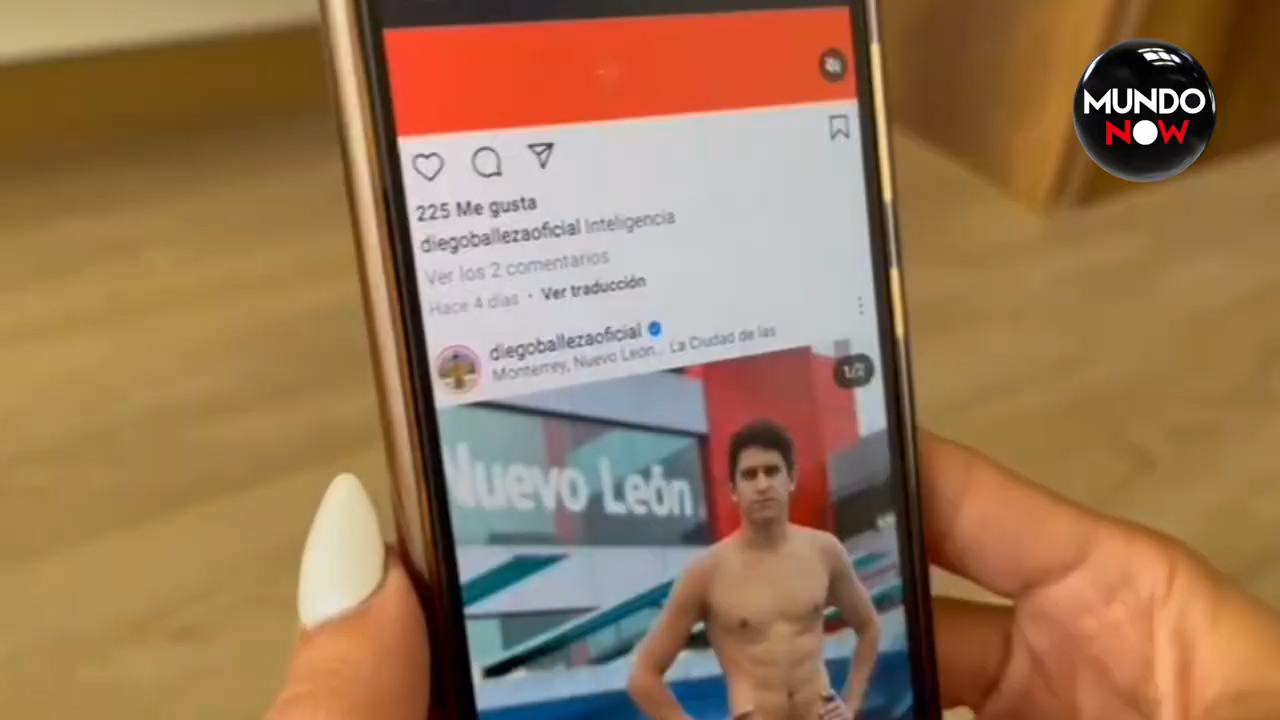 MUNDO
NOW
225 Me gusta
diegoballezaoficial Inteligencia
Ver los 2 comentarios
Hace 4 días · Ver traducción
diegoballezaoficial
Monterrey, Nuevo León... La Ciudad de las
1/2
Nuevo León